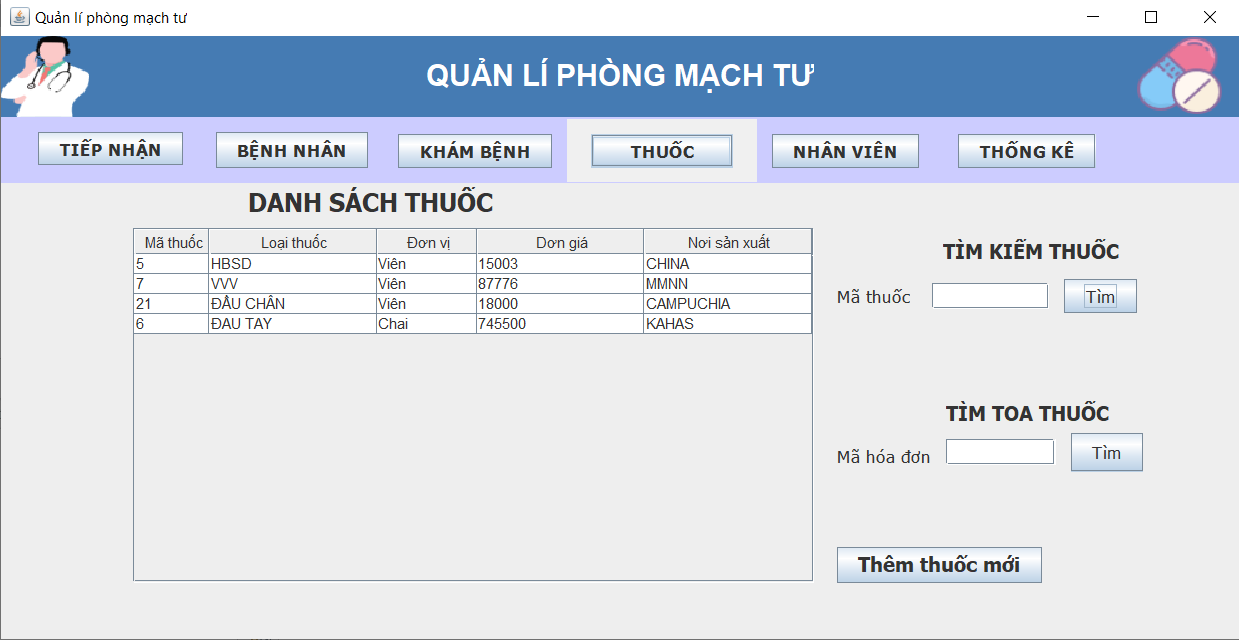 Quản lí phòng mạch tư
QUẢN LÍ PHÒNG MẠCH TƯ
TIẾP NHẬN BỆNH NHÂN KHÁM BỆNH THUỐC NHÂN VIÊN THỐNG KÊ
DANH SÁCH THUỐC
Mã thuốc Loại thuốc Đơn vị Dơn giá Nơi sản xuất
5 HBSD Viên 15003 CHINA
7 VVV Viên 87776 MMNN
21 ĐẦU CHÂN Viên 18000 CAMPUCHIA
6 ĐAU TAY Chai 745500 KAHAS
TÌM KIẾM THUỐC
Mã thuốc Tìm
TÌM TOA THUỐC
Mã hóa đơn Tìm
Thêm thuốc mới